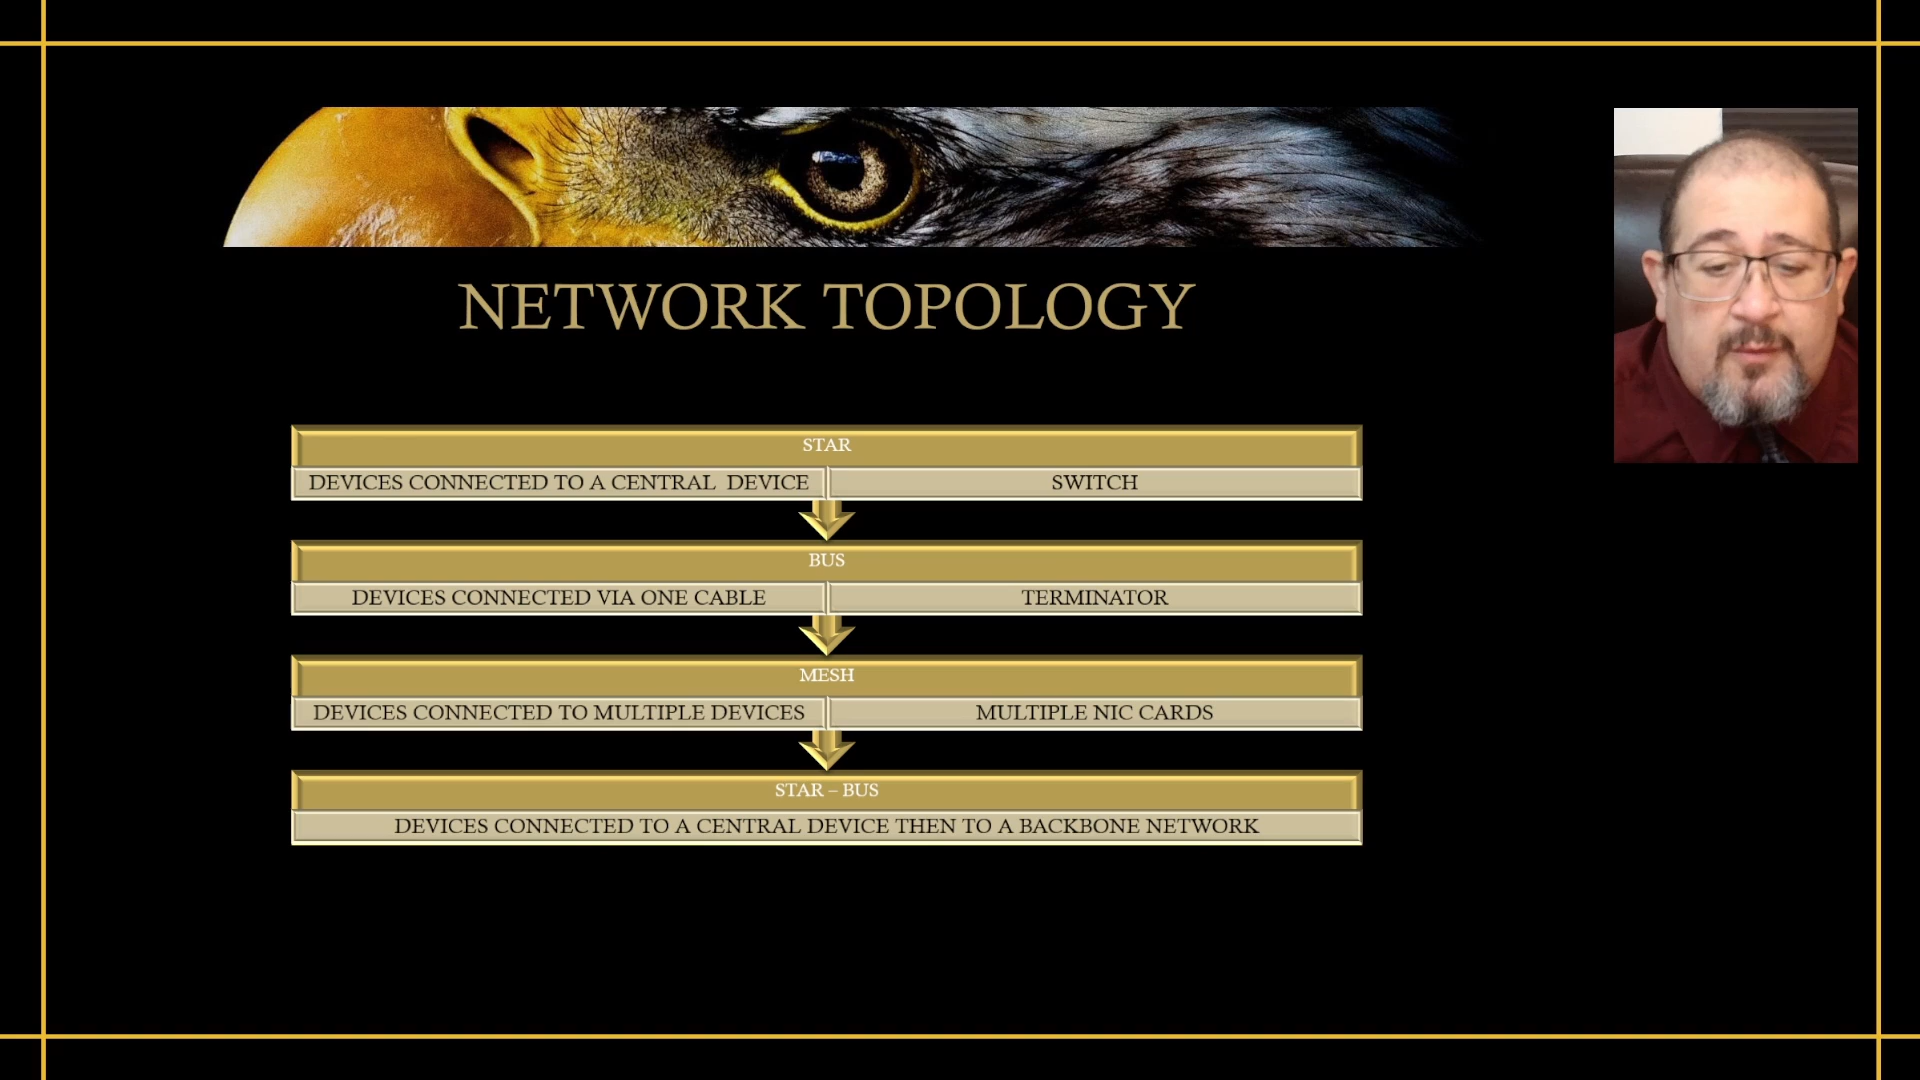 NETWORK TOPOLOGY
STAR
DEVICES CONNECTED TO A CENTRAL DEVICE
SWITCH
BUS
DEVICES CONNECTED VIA ONE CABLE
TERMINATOR
MESH
DEVICES CONNECTED TO MULTIPLE DEVICES
MULTIPLE NIC CARDS
STAR – BUS
DEVICES CONNECTED TO A CENTRAL DEVICE THEN TO A BACKBONE NETWORK